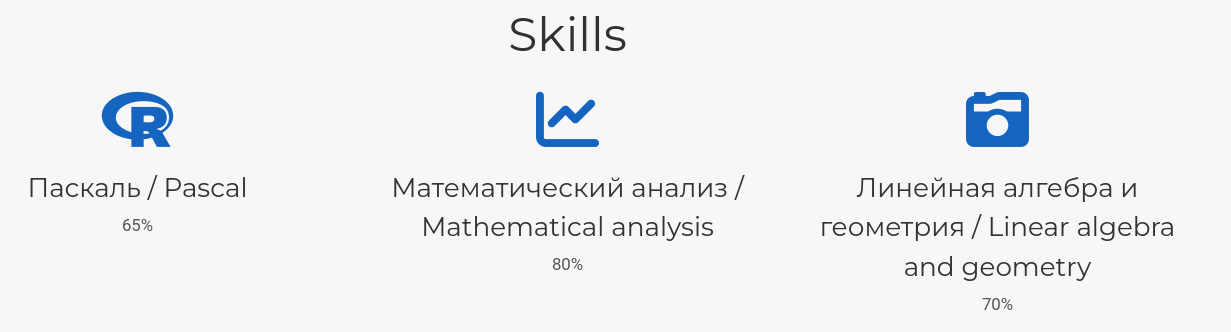 Skills
R
Паскаль / Pascal
65%
Математический анализ /
Mathematical analysis
80%
Линейная алгебра и
геометрия / Linear algebra
and geometry
70%